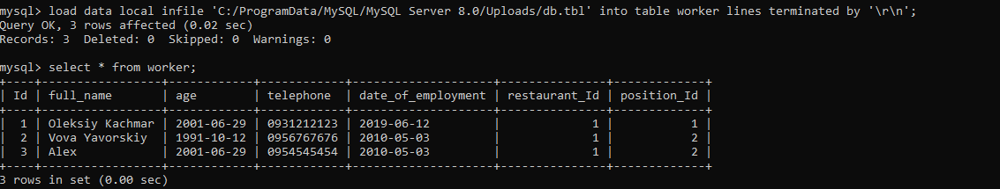 mysql> load data local infile 'C:/ProgramData/MySQL/MySQL Server 8.0/Uploads/db.tbl' into table worker lines terminated by '\r\n';
Query OK, 3 rows affected (0.02 sec)
Records: 3  Deleted: 0  Skipped: 0  Warnings: 0

mysql> select * from worker;
+----+-----------------+------------+------------+--------------------+---------------+-------------+
| Id | full_name       | age        | telephone  | date_of_employment | restaurant_Id | position_Id |
+----+-----------------+------------+------------+--------------------+---------------+-------------+
|  1 | Oleksiy Kachmar | 2001-06-29 | 0931212123 | 2019-06-12         |             1 |           1 |
|  2 | Vova Yavorskiy  | 1991-10-12 | 0956767676 | 2010-05-03         |             1 |           2 |
|  3 | Alex            | 2001-06-29 | 0954545454 | 2010-05-03         |             1 |           2 |
+----+-----------------+------------+------------+--------------------+---------------+-------------+
3 rows in set (0.00 sec)